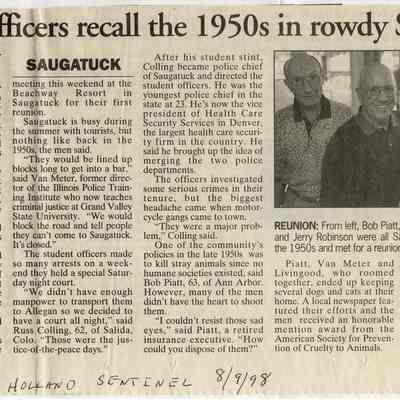 fficers recall the 1950s in rowdy S
SAUGATUCK
meeting this weekend at the
Beachway Resort in
Saugatuck for their first
reunion.
Saugatuck is busy during
the summer with tourists, but
nothing like back in the
1950s, the men said.
"They would be lined up
blocks long to get into a bar,"
said Van Meter, former direc-
tor of the Illinois Police Train-
ing Institute who now teaches
criminal justice at Grand Valley
State University. "We would
block the road and tell people
they can't come to Saugatuck.
It's closed."
The student officers made
so many arrests on a week-
end they held a special Satur-
day night court.
"We didn't have enough
manpower to transport them
to Allegan so we decided to
have a court all night," said
Russ Colling, 62, of Salida,
Colo. "Those were the jus-
tice-of-the-peace days."
After his student stint,
Colling became police chief
of Saugatuck and directed the
student officers. He was the
youngest police chief in the
state at 23. He's now the vice
president of Health Care
Security Services in Denver,
the largest health care securi-
ty firm in the country. He
said he brought up the idea of
merging the two police
departments.
The officers investigated
some serious crimes in their
tenure, but the biggest
headache came when motor-
cycle gangs came to town.
"They were a major prob-
lem," Colling said.
One of the community's
policies in the late 1950s was
to kill stray animals since no
humane societies existed, said
Bob Piatt, 63, of Ann Arbor.
However, many of the men
didn't have the heart to shoot
them.
"I couldn't resist those sad
eyes," said Piatt, a retired
insurance executive. "How
could you dispose of them?"
REUNION: From left, Bob Piatt,
and Jerry Robinson were all Sa
the 1950s and met for a reunio
Piatt, Van Meter and
Livingood, who roomed
together, ended up keeping
several dogs and cats at their
home. A local newspaper fea-
tured their efforts and the
men received an honorable
mention award from the
American Society for Preven-
tion of Cruelty to Animals.
HOLLAND SENTINEL 8/9/98